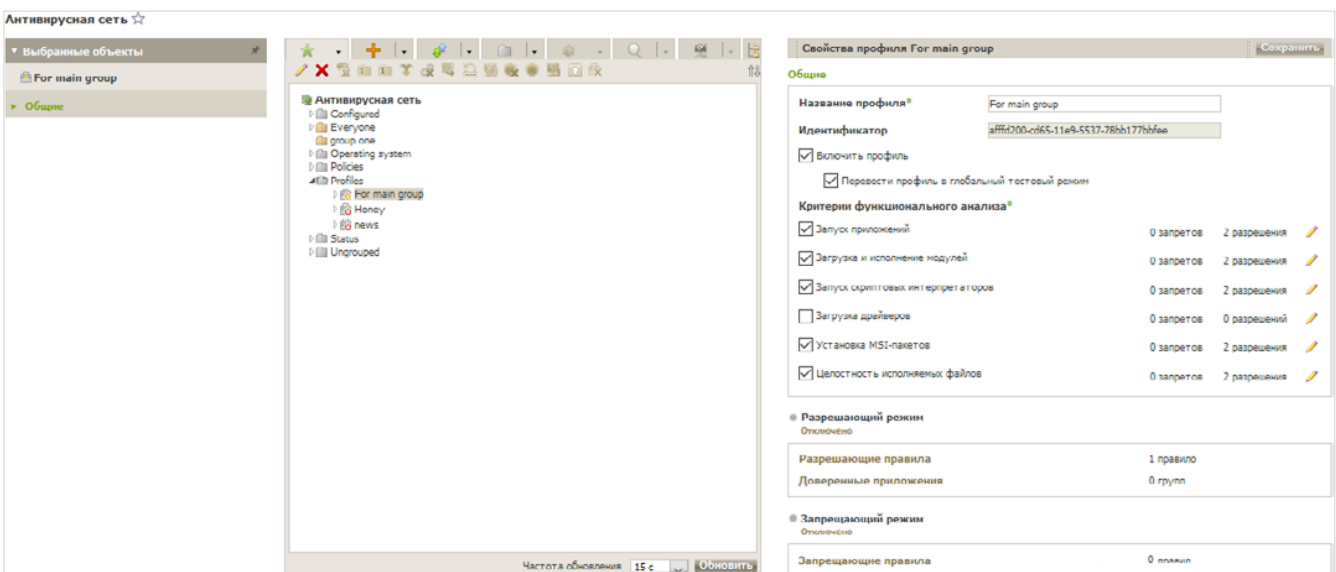 Антивирусная сеть
Выбранные объекты
For main group
Общие
Антивирусная сеть
Configured
Everyone
group one
Operating system
Policies
Profiles
For main group
Honey
news
Status
Ungrouped
Частота обновления 15 с Обновить
Свойства профиля For main group Сохранить
Общие
Название профиля* For main group
Идентификатор afffd200-cd65-11e9-5537-78bb177bbfee
Включить профиль
Перевести профиль в глобальный тестовый режим
Критерии функционального анализа*
Запуск приложений 0 запретов 2 разрешения
Загрузка и исполнение модулей 0 запретов 2 разрешения
Запуск скриптовых интерпретаторов 0 запретов 2 разрешения
Загрузка драйверов 0 запретов 0 разрешений
Установка MSI-пакетов 0 запретов 2 разрешения
Целостность исполняемых файлов 0 запретов 2 разрешения
Разрешающий режим
Отключено
Разрешающие правила 1 правило
Доверенные приложения 0 групп
Запрещающий режим
Отключено
Запрещающие правила 0 правил